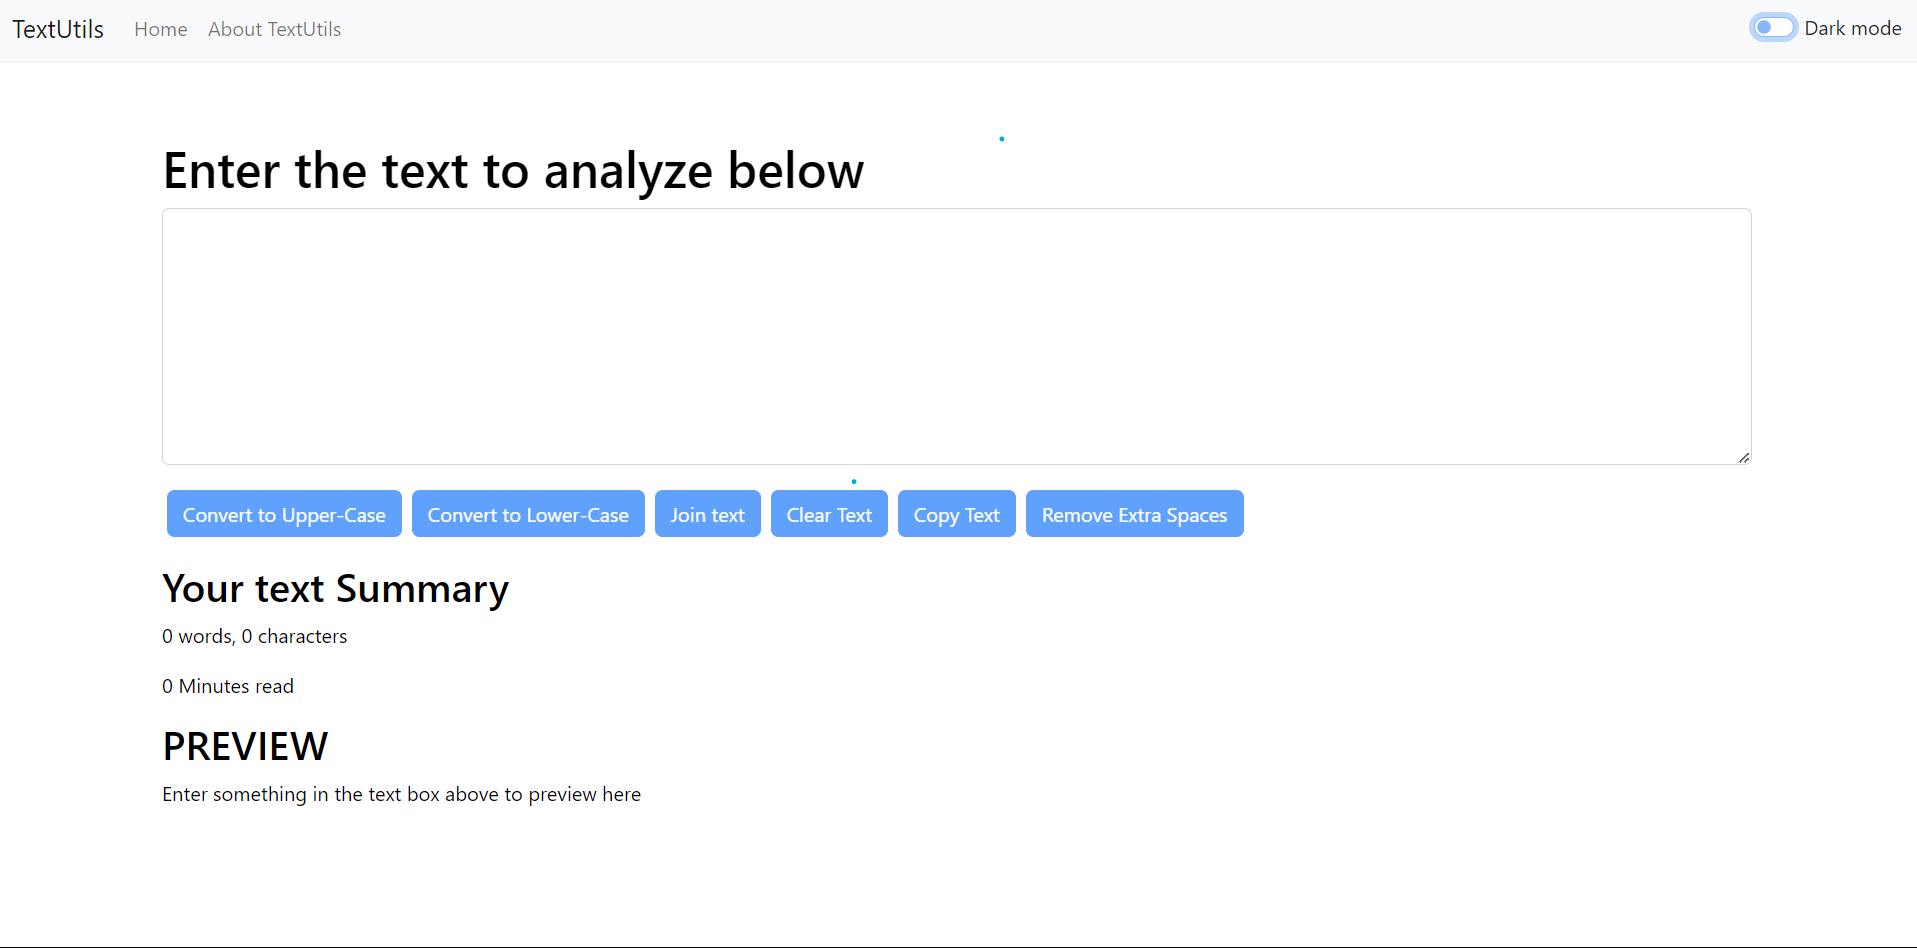 TextUtils Home About TextUtils Dark mode
Enter the text to analyze below
Convert to Upper-Case Convert to Lower-Case Join text Clear Text Copy Text Remove Extra Spaces
Your text Summary
0 words, 0 characters
0 Minutes read
PREVIEW
Enter something in the text box above to preview here